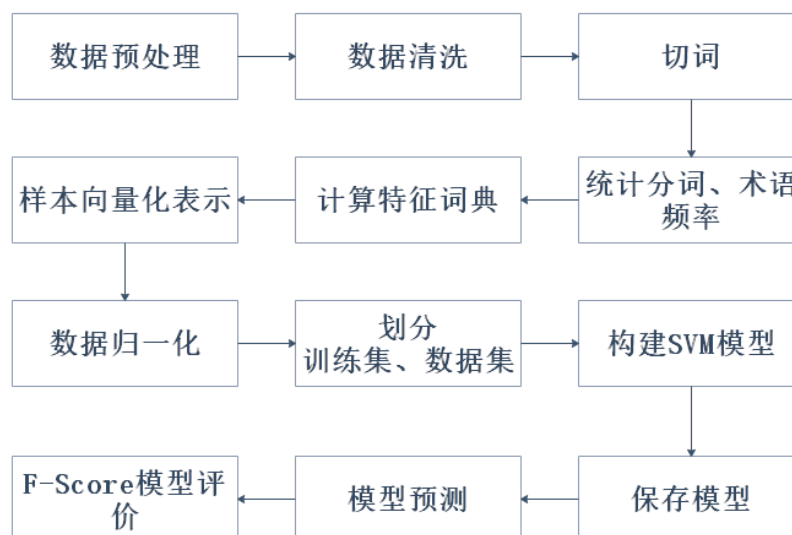 数据预处理
数据清洗
切词
统计分词、术语
频率
计算特征词典
样本向量化表示
数据归一化
划分
训练集、数据集
构建SVM模型
保存模型
模型预测
F-Score模型评
价